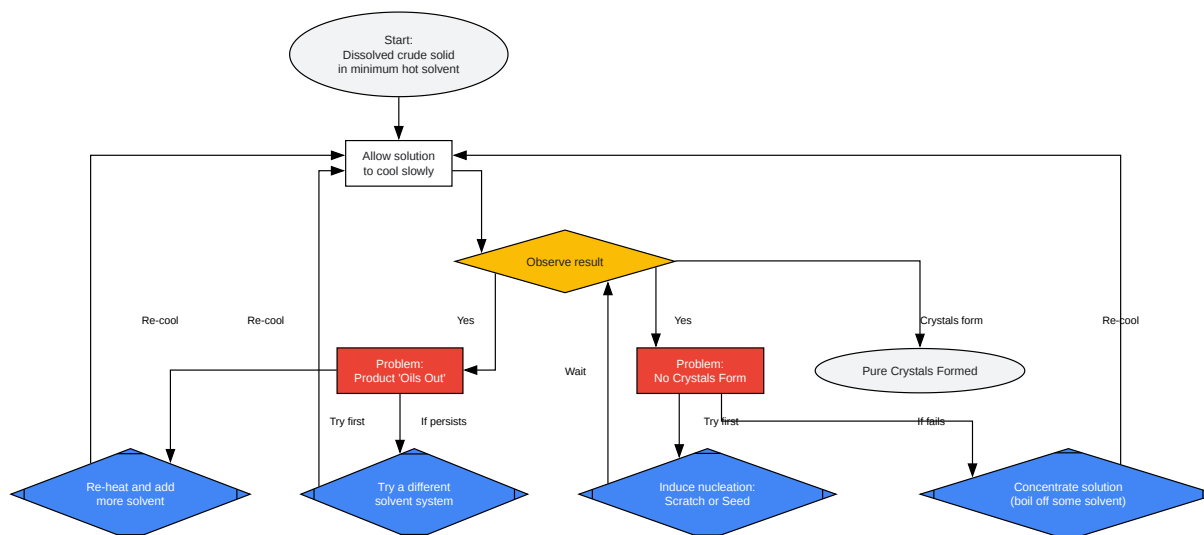 Start:
Dissolved crude solid
in minimum hot solvent
Allow solution
to cool slowly
Observe result
Re-cool
Re-cool
Yes
Yes
Crystals form
Re-cool
Problem:
Product 'Oils Out'
Wait
Problem:
No Crystals Form
Pure Crystals Formed
Try first
If persists
Try first
If fails
Re-heat and add
more solvent
Try a different
solvent system
Induce nucleation:
Scratch or Seed
Concentrate solution
(boil off some solvent)